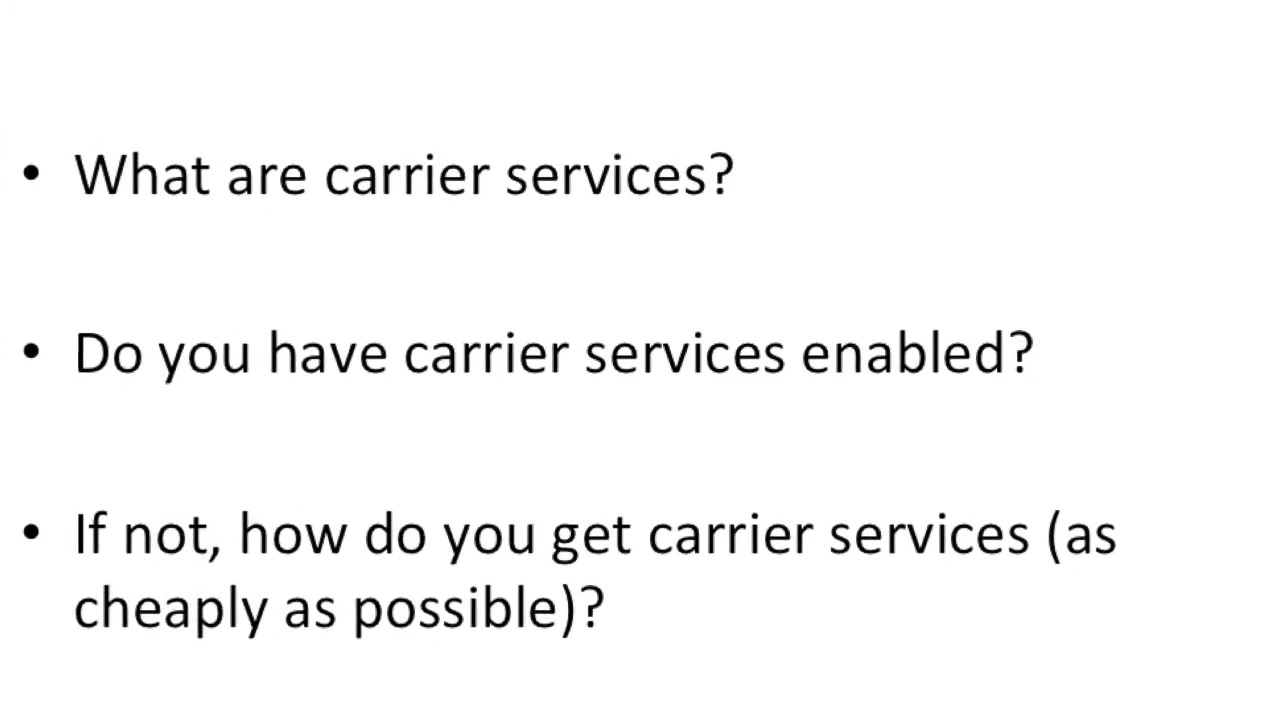 • What are carrier services?
• Do you have carrier services enabled?
• If not, how do you get carrier services (as
cheaply as possible)?